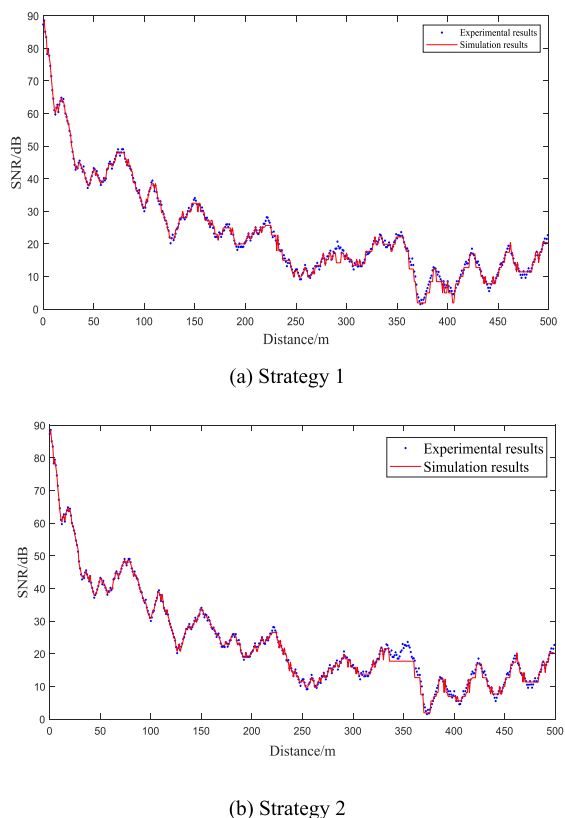 90
80
70
60
50
40
30
20
10
0
SNR/dB
Experimental results
Simulation results
0 50 100 150 200 250 300 350 400 450 500
Distance/m
(a) Strategy 1
90
80
70
60
50
40
30
20
10
0
SNR/dB
Experimental results
Simulation results
0 50 100 150 200 250 300 350 400 450 500
Distance/m
(b) Strategy 2